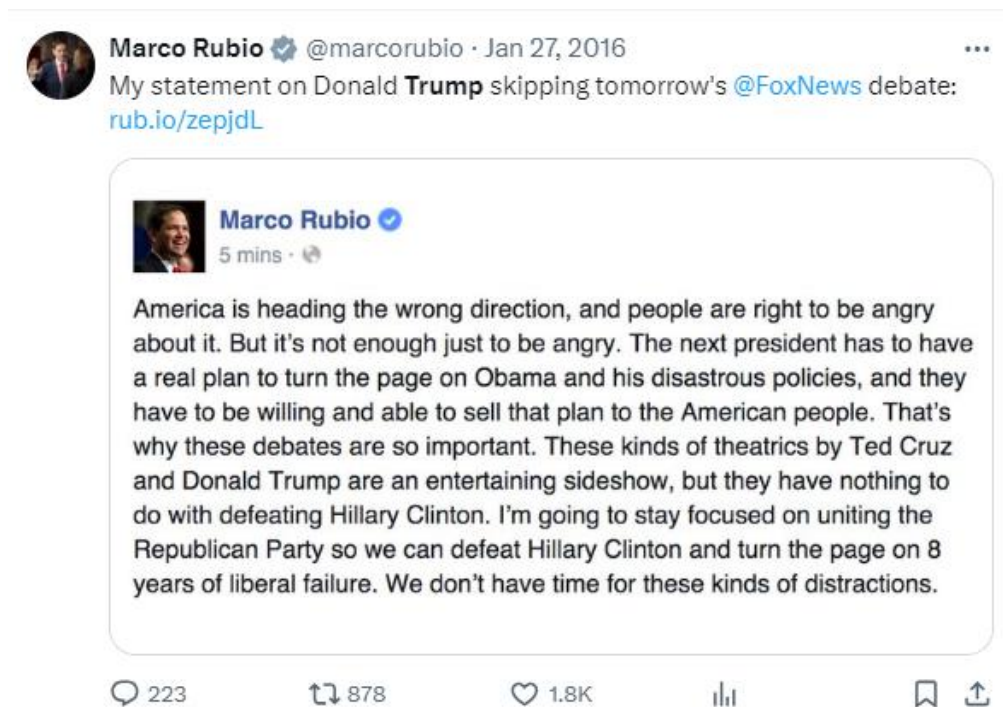 Marco Rubio @marcorubio · Jan 27, 2016
My statement on Donald Trump skipping tomorrow's @FoxNews debate:
rub.io/zepjdL
Marco Rubio
5 mins ·
America is heading the wrong direction, and people are right to be angry
about it. But it's not enough just to be angry. The next president has to have
a real plan to turn the page on Obama and his disastrous policies, and they
have to be willing and able to sell that plan to the American people. That's
why these debates are so important. These kinds of theatrics by Ted Cruz
and Donald Trump are an entertaining sideshow, but they have nothing to
do with defeating Hillary Clinton. I'm going to stay focused on uniting the
Republican Party so we can defeat Hillary Clinton and turn the page on 8
years of liberal failure. We don't have time for these kinds of distractions.
223 878 1.8K